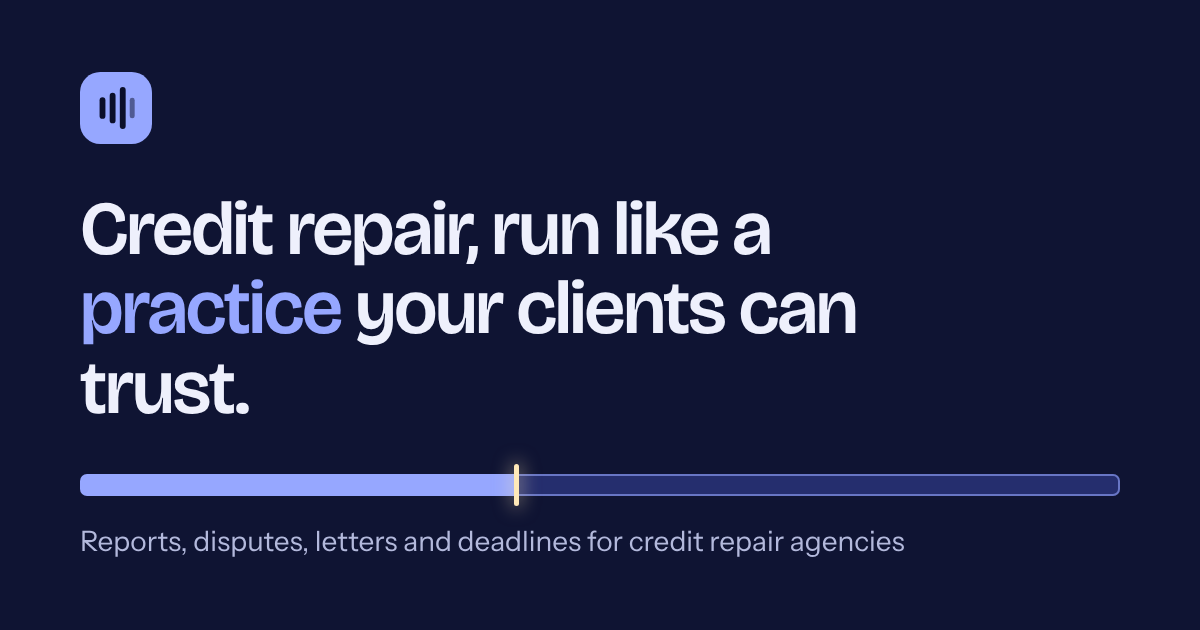 Credit repair, run like a
practice your clients can
trust.
Reports, disputes, letters and deadlines for credit repair agencies